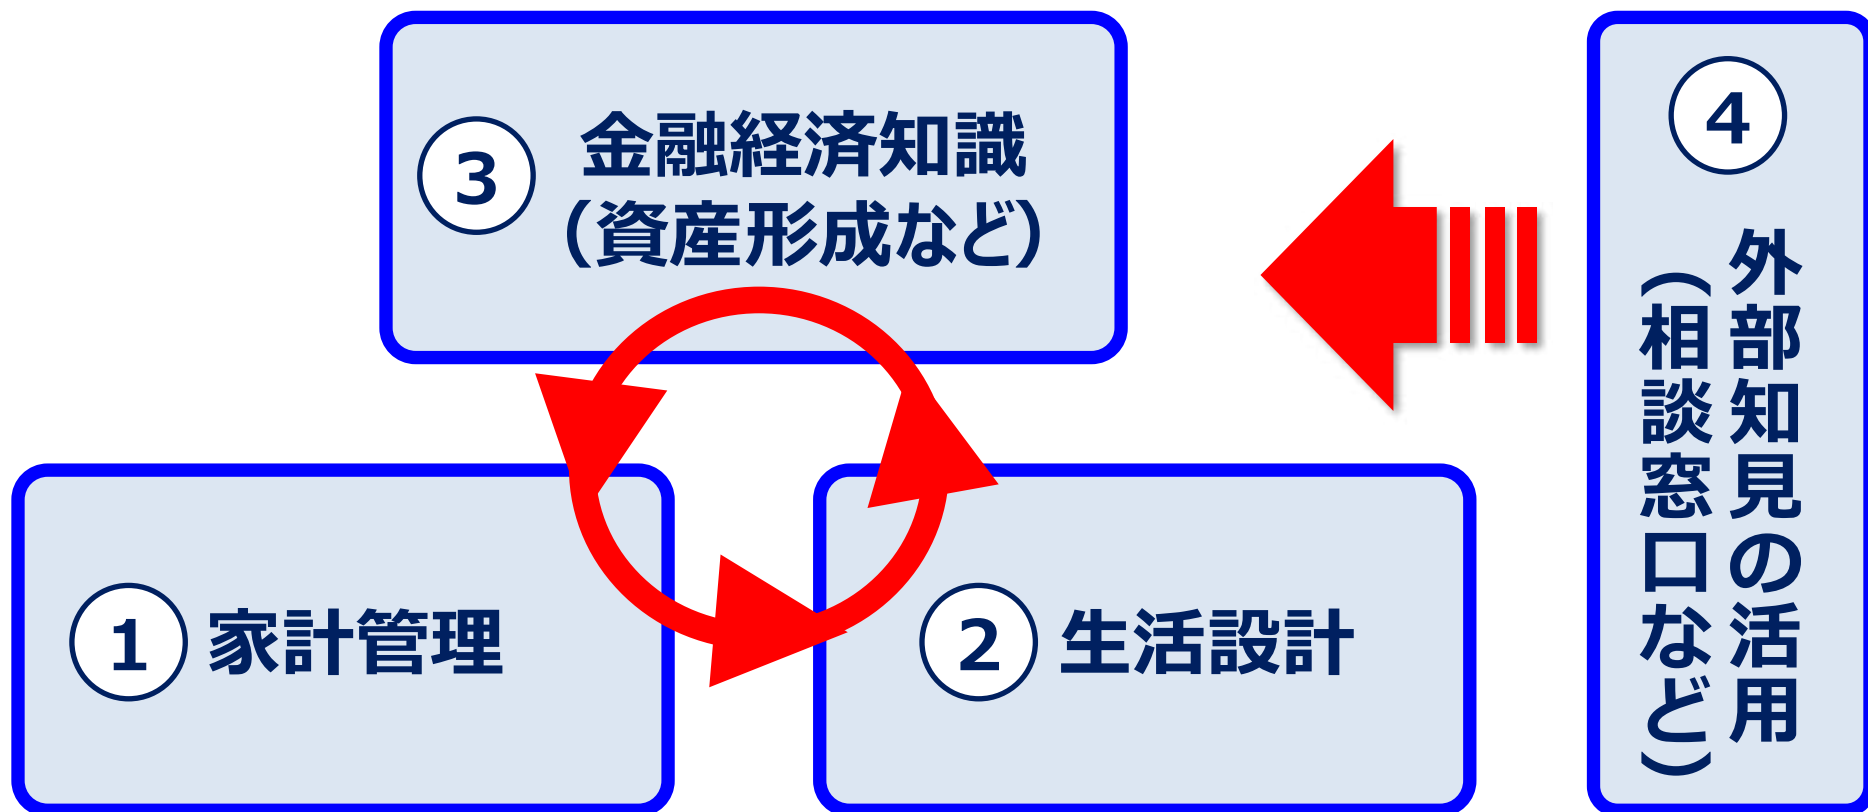 ③ 金融経済知識
（資産形成など）
① 家計管理
② 生活設計
④ 外部知見の活用
（相談窓口など）